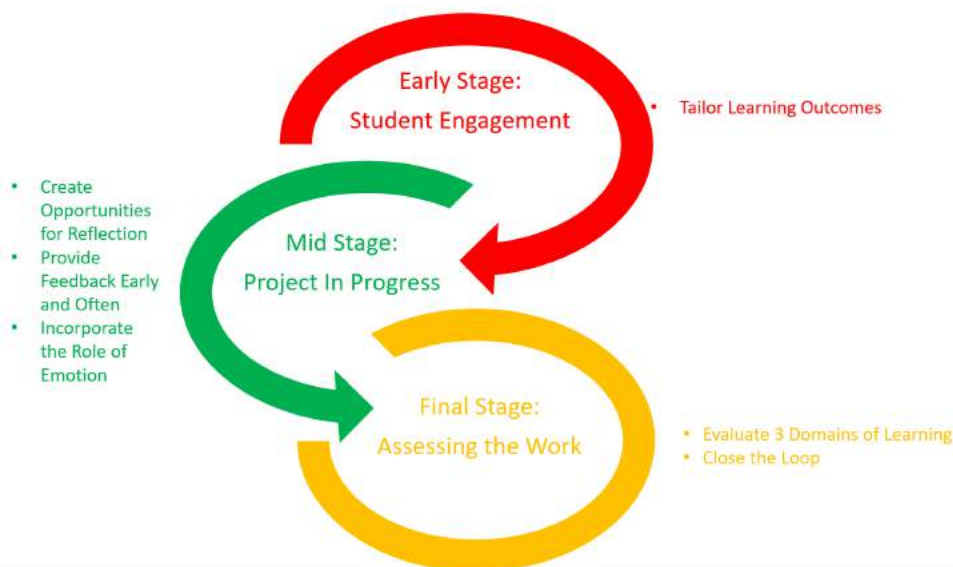 Early Stage:
Student Engagement
• Tailor Learning Outcomes
• Create
Opportunities
for Reflection
• Provide
Feedback Early
and Often
• Incorporate
the Role of
Emotion
Mid Stage:
Project In Progress
Final Stage:
Assessing the Work
• Evaluate 3 Domains of Learning
• Close the Loop